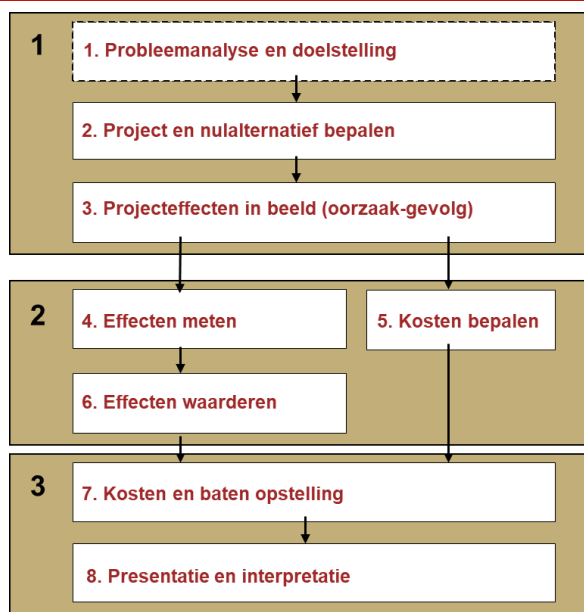 1
1. Probleemanalyse en doelstelling
2. Project en nulalternatief bepalen
3. Projecteffecten in beeld (oorzaak-gevolg)
2
4. Effecten meten
5. Kosten bepalen
6. Effecten waarderen
3
7. Kosten en baten opstelling
8. Presentatie en interpretatie